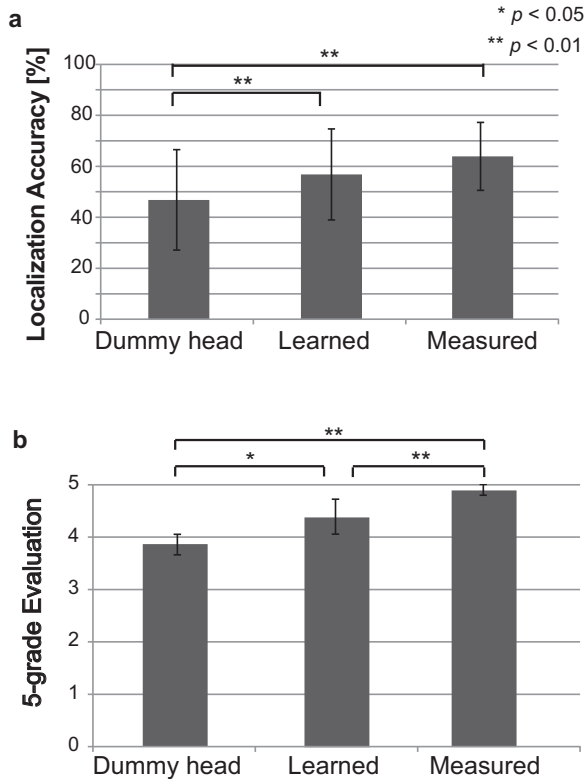 a
* p < 0.05
** p < 0.01
Localization Accuracy [%]
100
80
60
40
20
0
**
**
Dummy head Learned Measured
b
5-grade Evaluation
5
4
3
2
1
0
**
* **
Dummy head Learned Measured